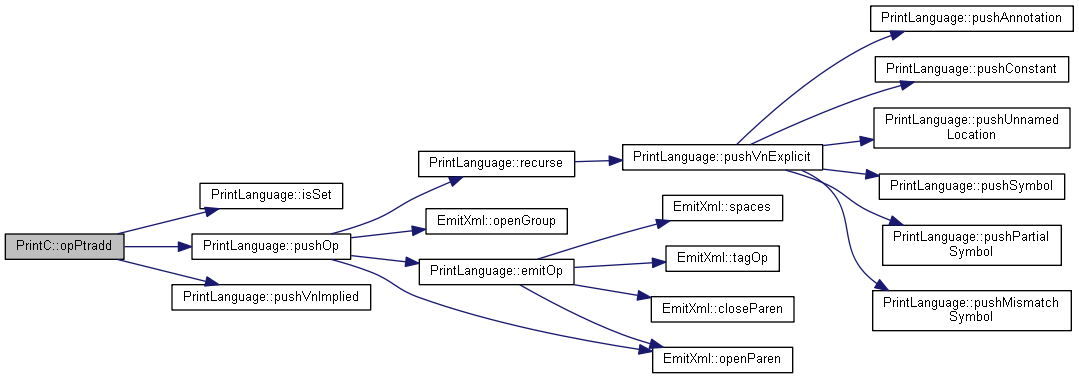 PrintLanguage::pushAnnotation
PrintLanguage::pushConstant
PrintLanguage::pushUnnamed
Location
PrintLanguage::recurse
PrintLanguage::pushVnExplicit
PrintLanguage::pushSymbol
PrintLanguage::isSet
EmitXml::spaces
EmitXml::openGroup
PrintC::opPtradd
PrintLanguage::pushOp
PrintLanguage::pushPartial
Symbol
EmitXml::tagOp
PrintLanguage::emitOp
PrintLanguage::pushVnImplied
EmitXml::closeParen
PrintLanguage::pushMismatch
Symbol
EmitXml::openParen